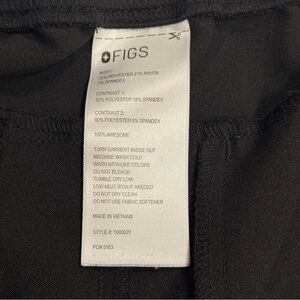 FIGS
BODY:
72% POLYESTER 21% RAYON
7% SPANDEX
CONTRAST 1:
82% POLYESTER 18% SPANDEX
CONTRAST 2:
92% POLYESTER 8% SPANDEX
100% AWESOME
TURN GARMENT INSIDE OUT
MACHINE WASH COLD
WASH WITH LIKE COLORS
DO NOT BLEACH
TUMBLE DRY LOW
LOW HEAT IRON IF NEEDED
DO NOT DRY CLEAN
DO NOT USE FABRIC SOFTENER
MADE IN VIETNAM
STYLE #:
PO# 5163